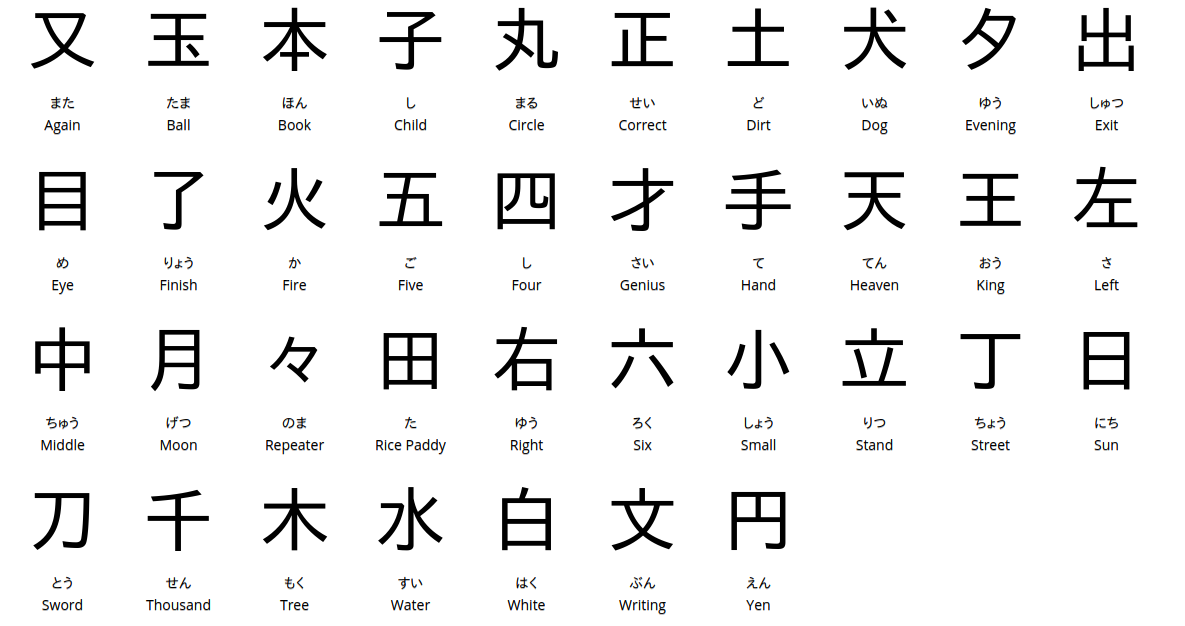 又 玉 本 子 丸 正 土 犬 夕 出
また たま ほん し まる せい ど いぬ ゆう しゅつ
Again Ball Book Child Circle Correct Dirt Dog Evening Exit
目 了 火 五 四 才 手 天 王 左
め りょう か ご し さい て てん おう さ
Eye Finish Fire Five Four Genius Hand Heaven King Left
中 月 々 田 右 六 小 立 丁 日
ちゅう げつ のま た ゆう ろく しょう りつ ちょう にち
Middle Moon Repeater Rice Paddy Right Six Small Stand Street Sun
刀 千 木 水 白 文 円
とう せん もく すい はく ぶん えん
Sword Thousand Tree Water White Writing Yen